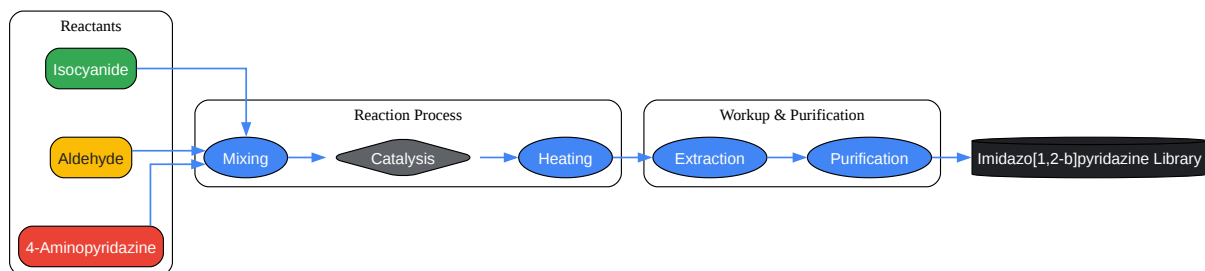 Reactants
Isocyanide
Aldehyde
4-Aminopyridazine
Reaction Process
Mixing
Catalysis
Heating
Workup & Purification
Extraction
Purification
Imidazo[1,2-b]pyridazine Library